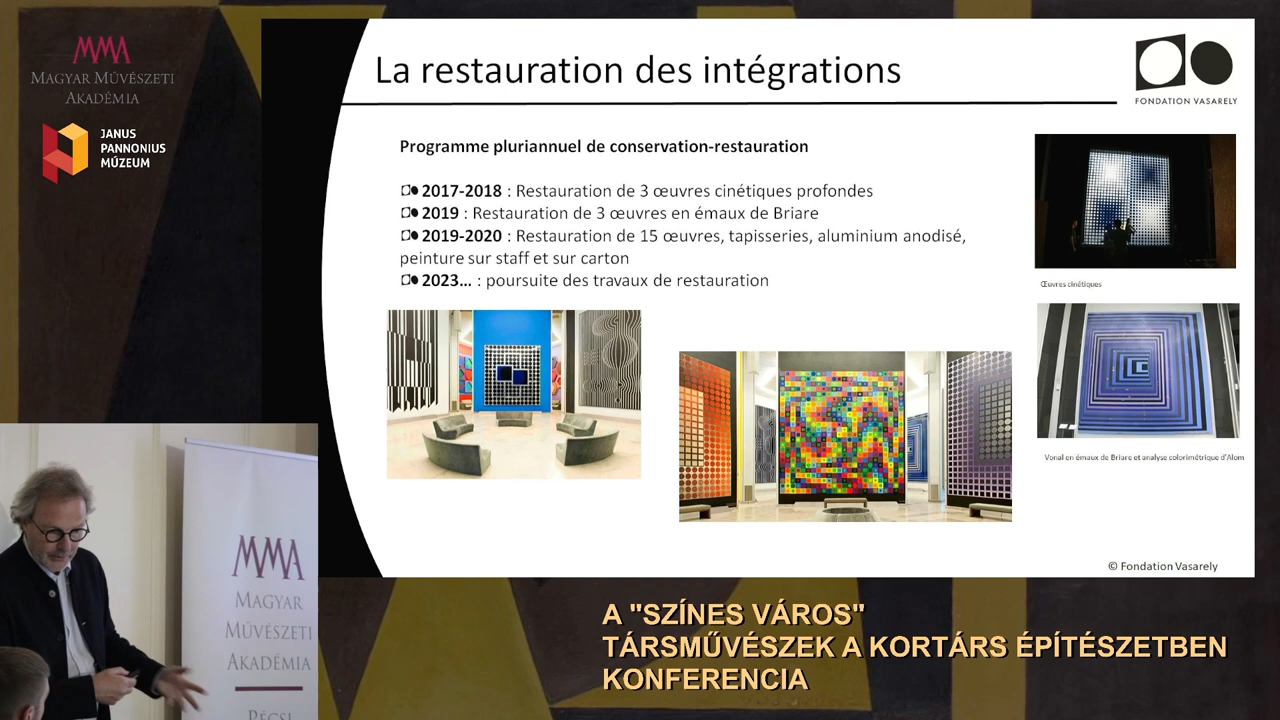 MMA
MAGYAR MŰVÉSZETI
AKADÉMIA
JANUS
PANNONIUS
MÚZEUM
La restauration des intégrations
FONDATION VASARELY
Programme pluriannuel de conservation-restauration
2017-2018 : Restauration de 3 œuvres cinétiques profondes
2019 : Restauration de 3 œuvres en émaux de Briare
2019-2020 : Restauration de 15 œuvres, tapisseries, aluminium anodisé,
peinture sur staff et sur carton
2023... : poursuite des travaux de restauration
Œuvres cinétiques
Vonal en émaux de Briare et analyse colorimétrique d'Alom
© Fondation Vasarely
MMA
MAGYAR
MŰVÉSZETI
AKADÉMIA
PÉCSI
A "SZÍNES VÁROS"
TÁRSMŰVÉSZEK A KORTÁRS ÉPÍTÉSZETBEN
KONFERENCIA